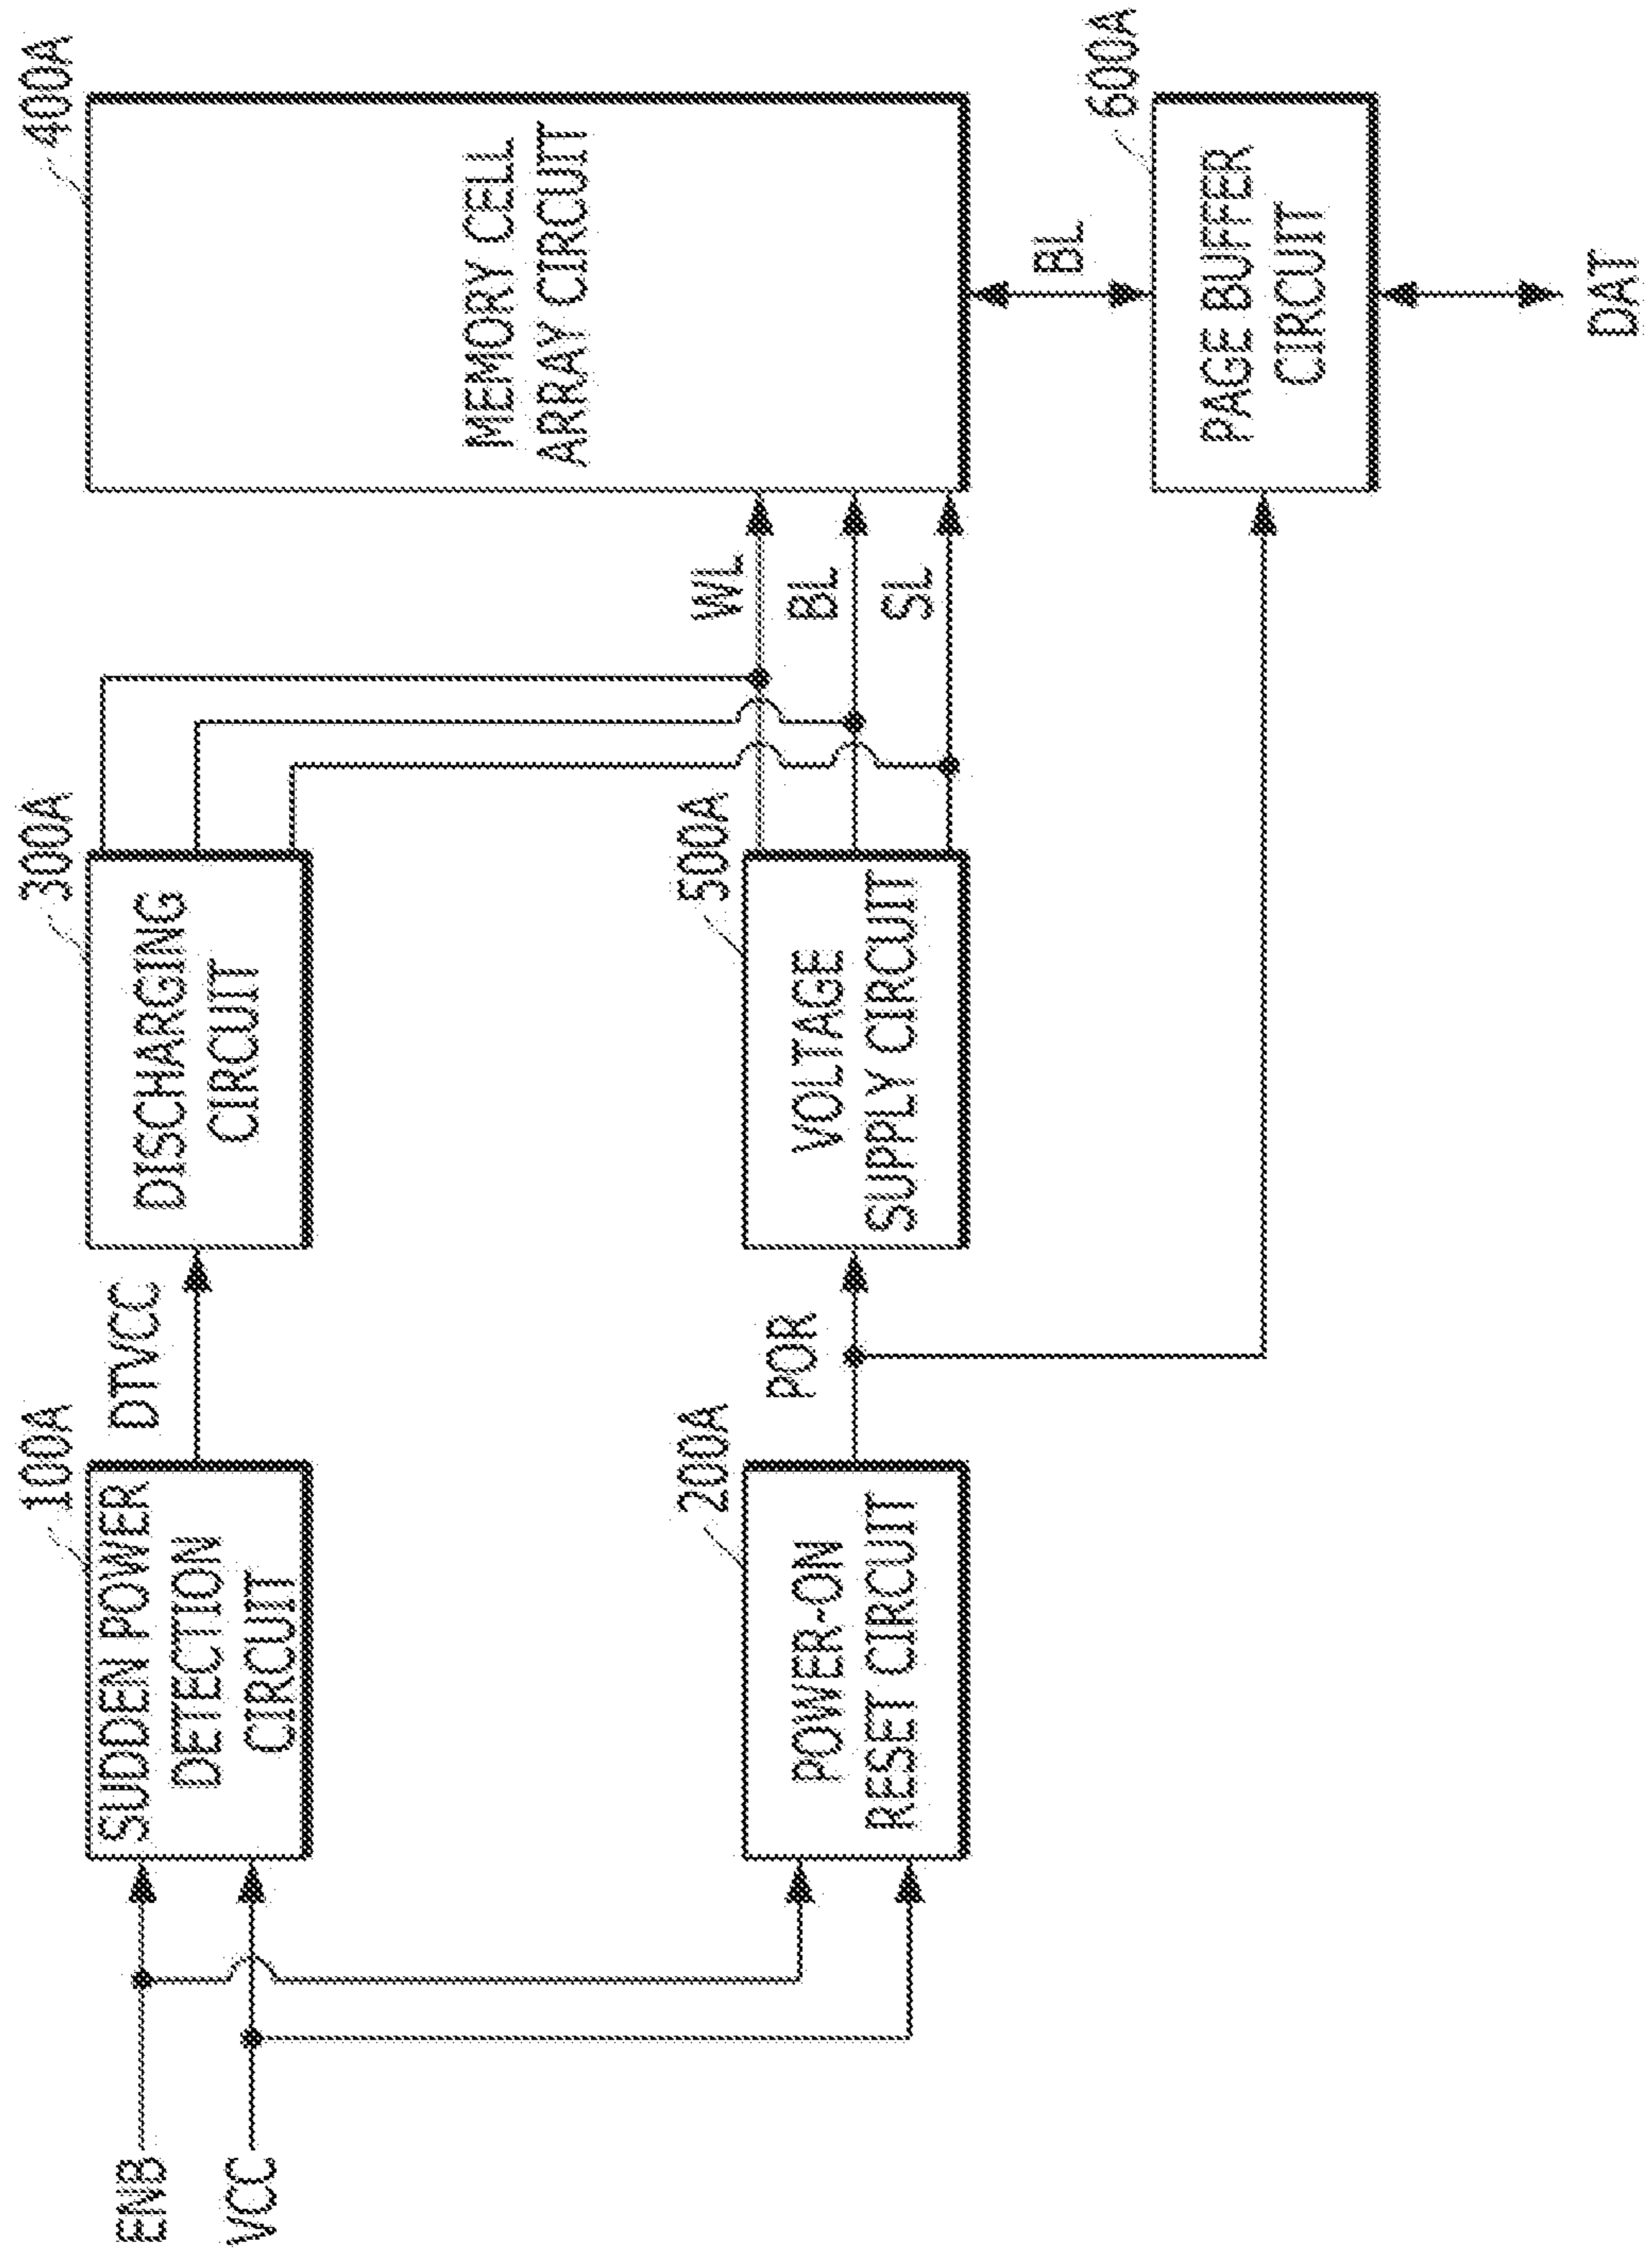 100A
SUDDEN POWER
DETECTION
CIRCUIT
ENB
VCC
DTVCC
300A
DISCHARGING
CIRCUIT
400A
MEMORY CELL
ARRAY CIRCUIT
200A
POWER-ON
RESET CIRCUIT
POR
500A
VOLTAGE
SUPPLY CIRCUIT
WL
BL
SL
BL
600A
PAGE BUFFER
CIRCUIT
DAT